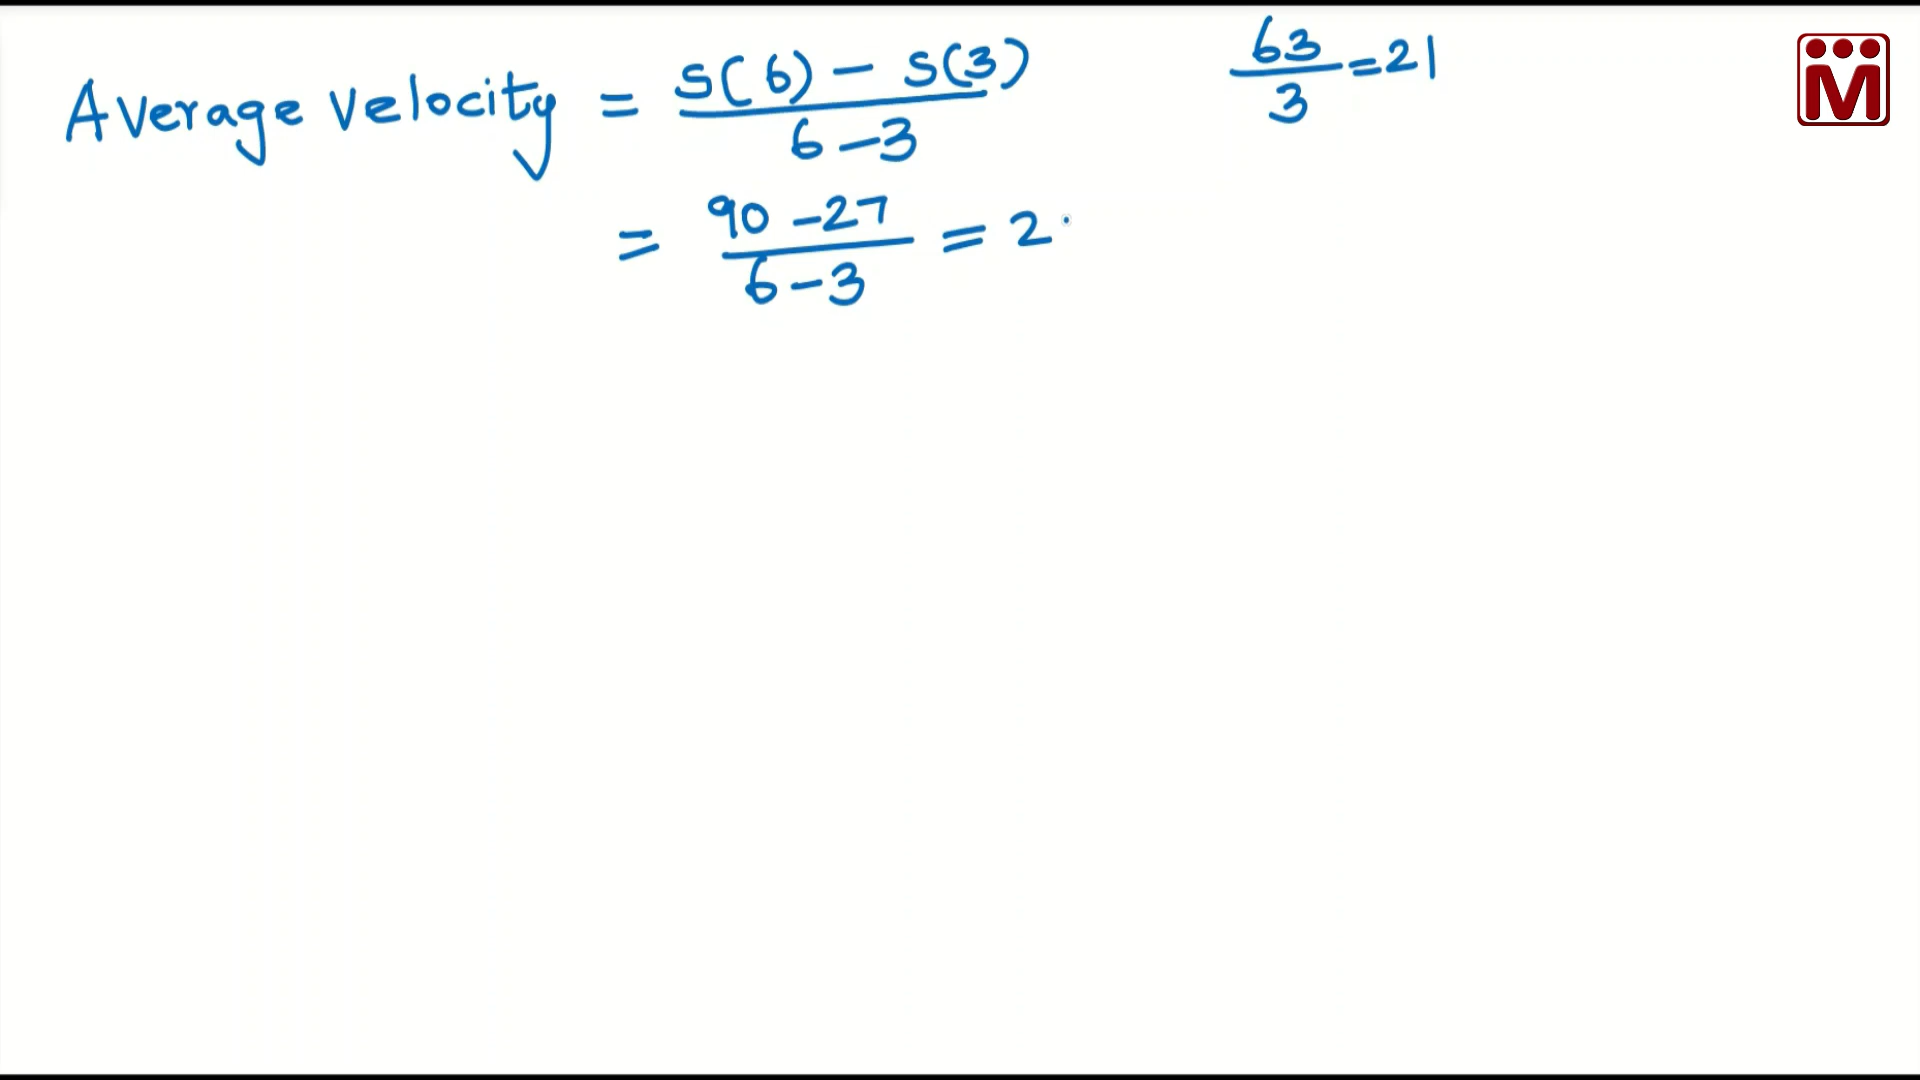 Average velocity = s(6) - s(3) / 6-3
= 90-27 / 6-3 = 2
63 / 3 = 21
M